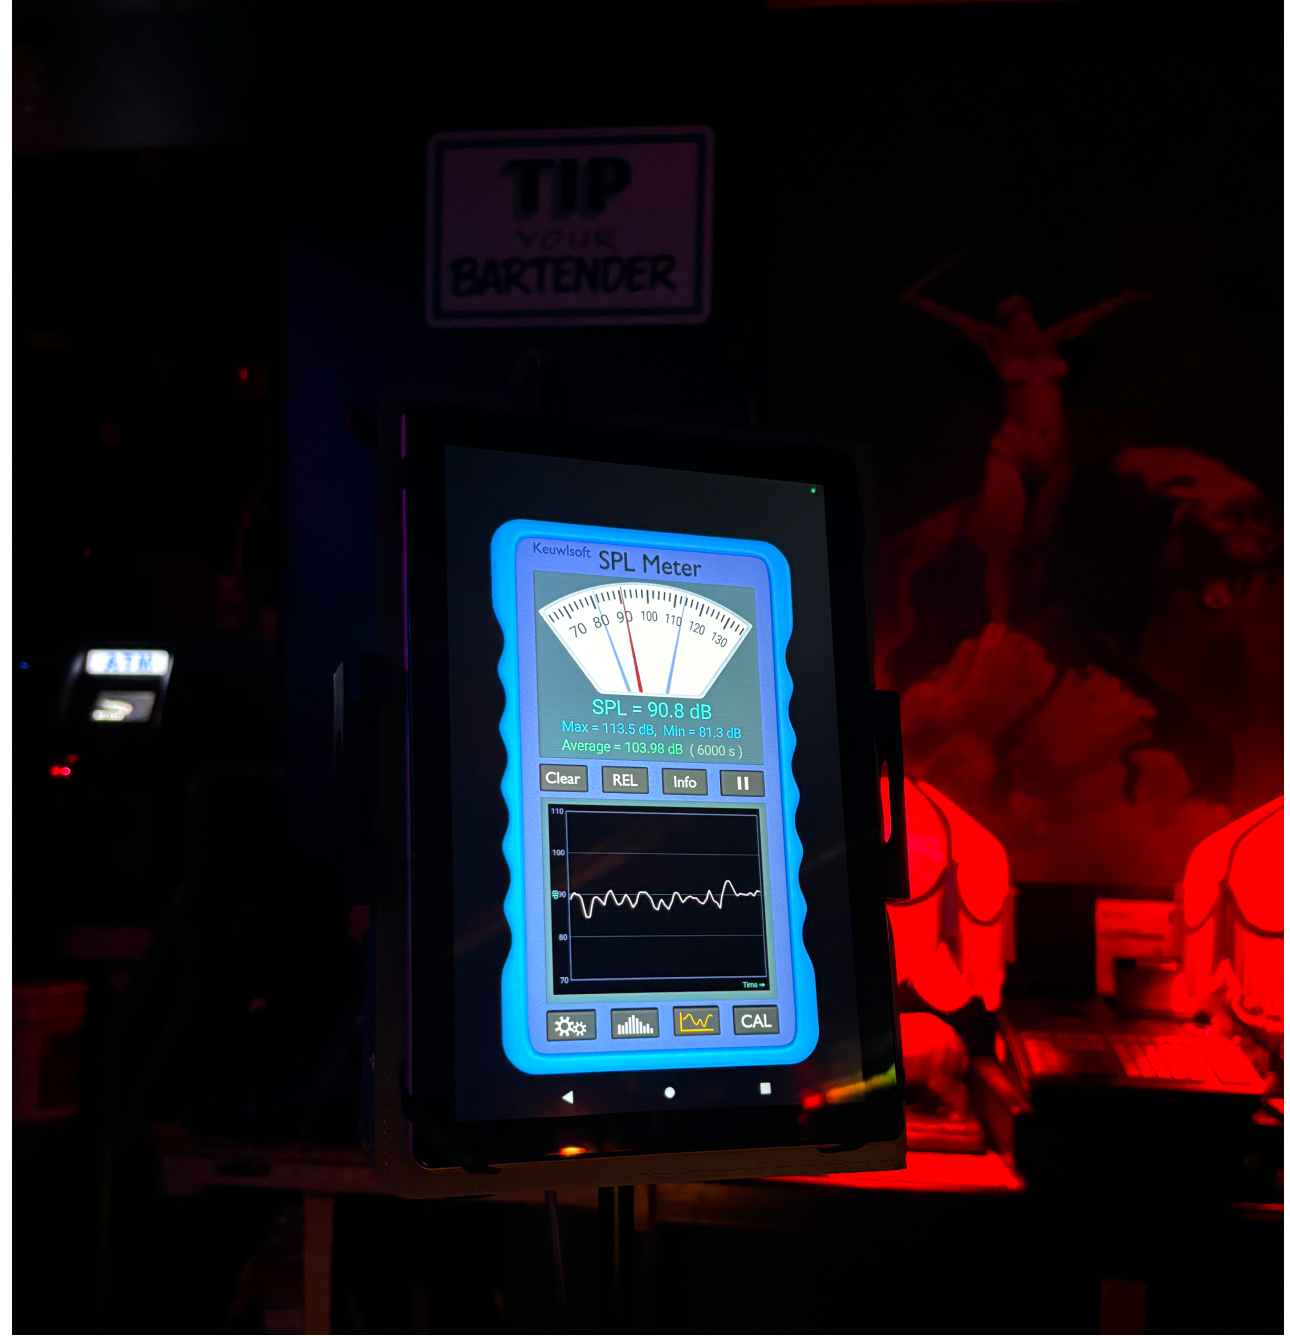 TIP
YOUR
BARTENDER
Keuwlsoft SPL Meter
70 80 90 100 110 120 130
SPL = 90.8 dB
Max = 113.5 dB, Min = 81.3 dB
Average = 103.98 dB ( 6000 s )
Clear REL Info
110
100
dB 90
80
70
Time
CAL
ATM